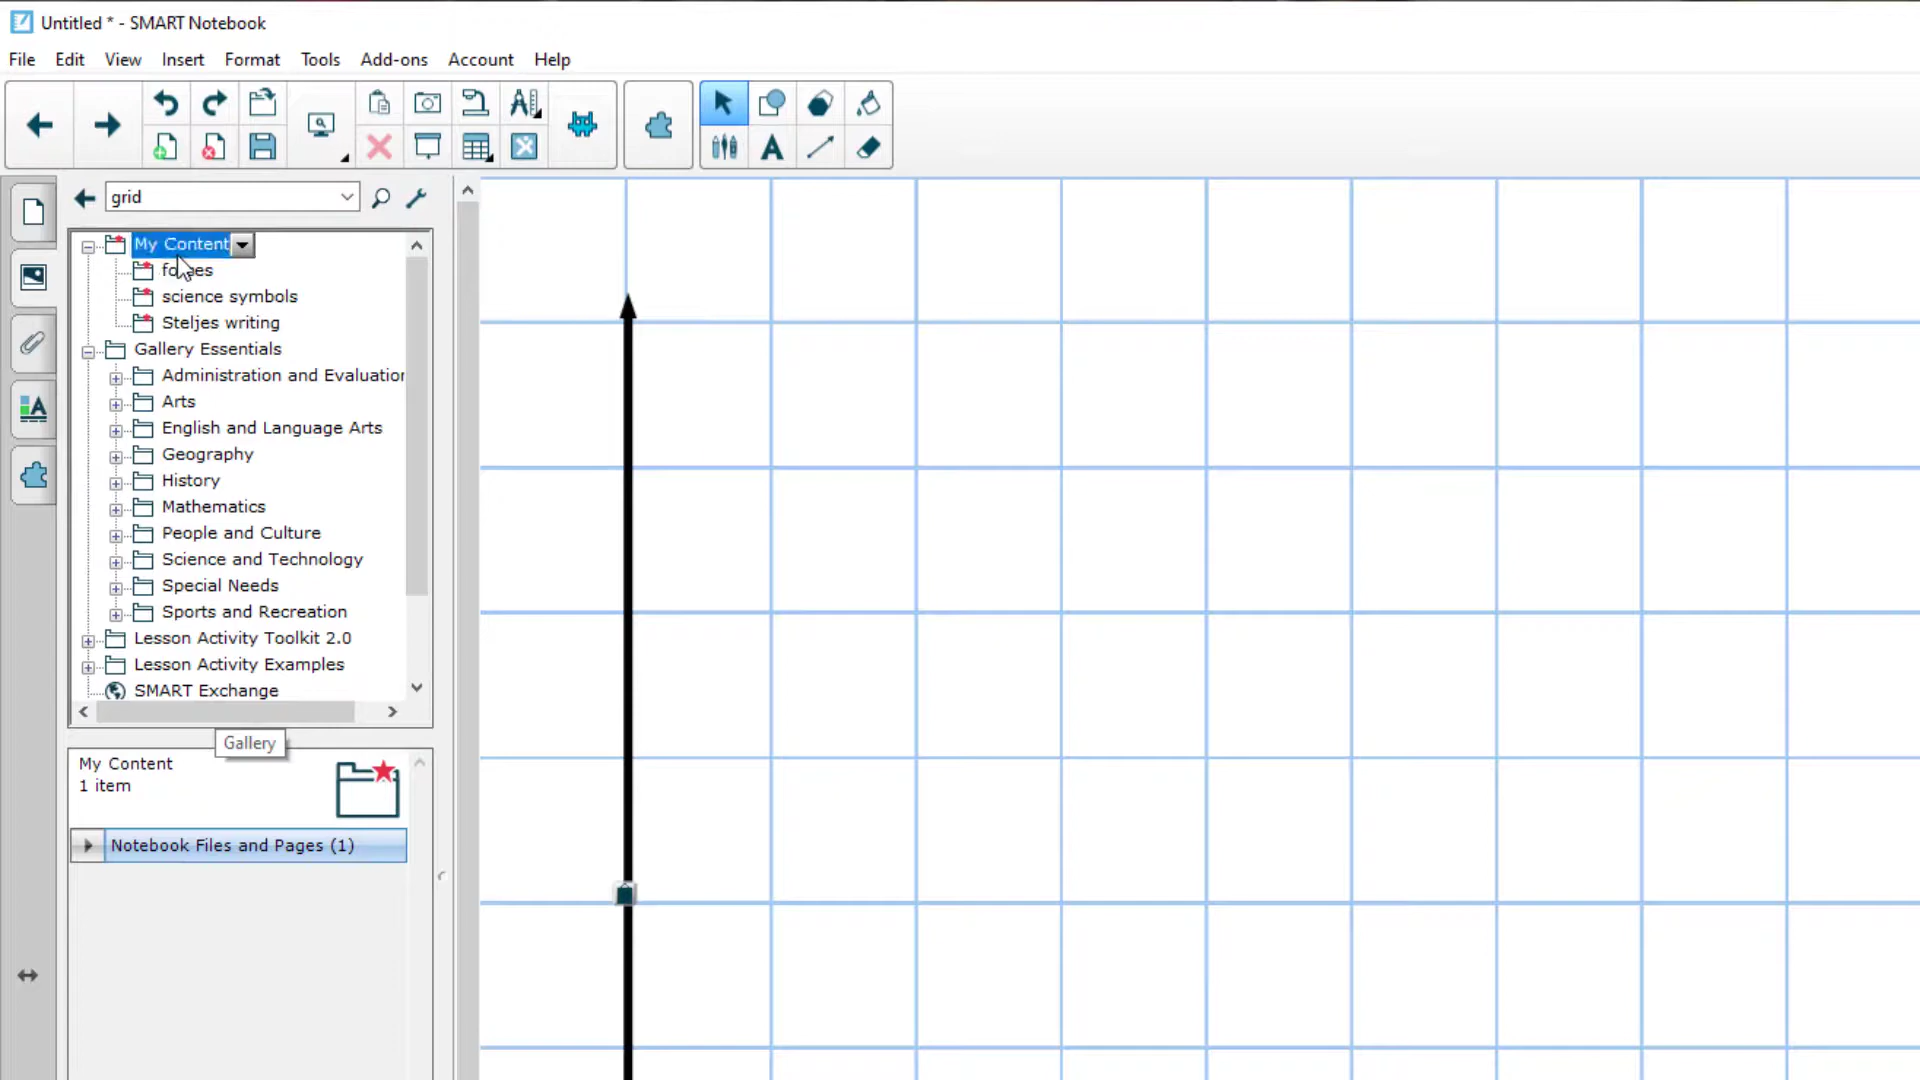 Untitled * - SMART Notebook
File Edit View Insert Format Tools Add-ons Account Help
grid
My Content
science symbols
Steljes writing
Gallery Essentials
Administration and Evaluation
Arts
English and Language Arts
Geography
History
Mathematics
People and Culture
Science and Technology
Special Needs
Sports and Recreation
Lesson Activity Toolkit 2.0
Lesson Activity Examples
SMART Exchange
Gallery
My Content
1 item
Notebook Files and Pages (1)